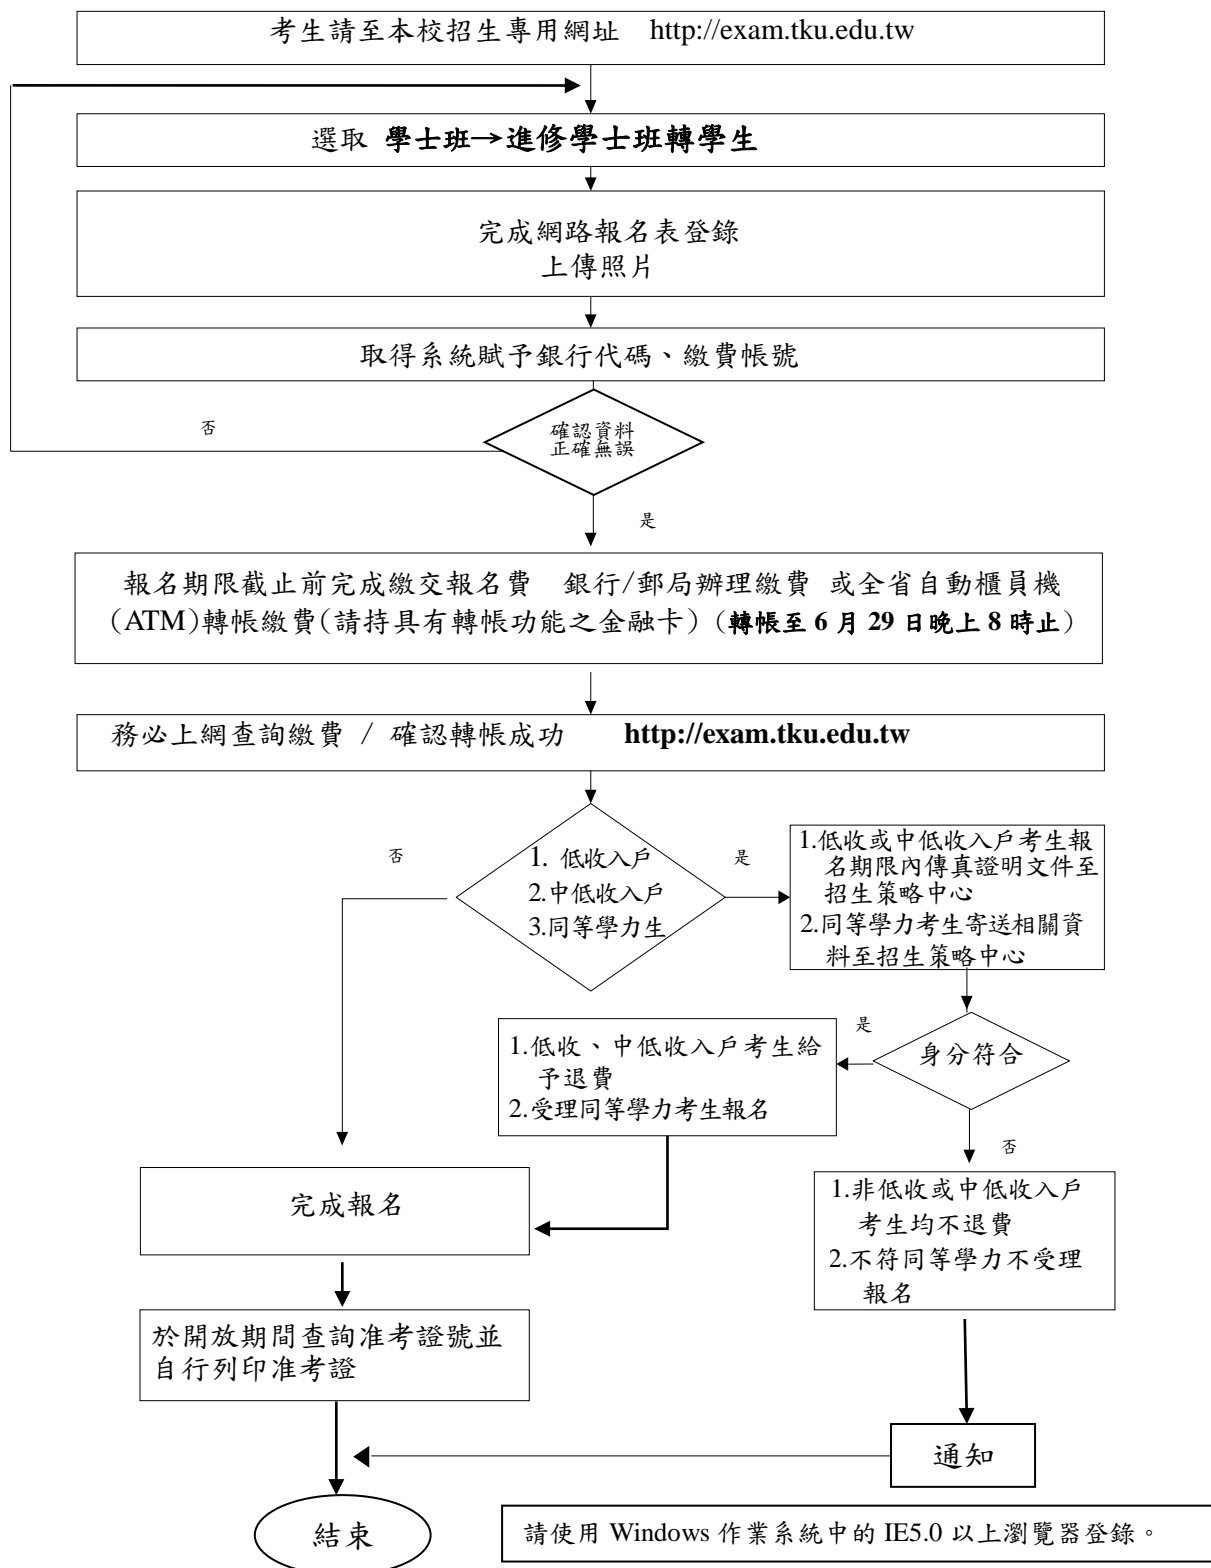 考生請至本校招生專用網址 http://exam.tku.edu.tw
選取 學士班→進修學士班轉學生
完成網路報名表登錄
上傳照片
取得系統賦予銀行代碼、繳費帳號
否
確認資料
正確無誤
是
報名期限截止前完成繳交報名費 銀行/郵局辦理繳費 或全省自動櫃員機
(ATM)轉帳繳費(請持具有轉帳功能之金融卡) (轉帳至 6 月 29 日晚上 8 時止)
務必上網查詢繳費 / 確認轉帳成功 http://exam.tku.edu.tw
否
1. 低收入戶
2.中低收入戶
3.同等學力生
是
1.低收或中低收入戶考生報
名期限內傳真證明文件至
招生策略中心
2.同等學力考生寄送相關資
料至招生策略中心
身分符合
是
1.低收、中低收入戶考生給
予退費
2.受理同等學力考生報名
否
1.非低收或中低收入戶
考生均不退費
2.不符同等學力不受理
報名
完成報名
於開放期間查詢准考證號並
自行列印准考證
通知
結束
請使用 Windows 作業系統中的 IE5.0 以上瀏覽器登錄。